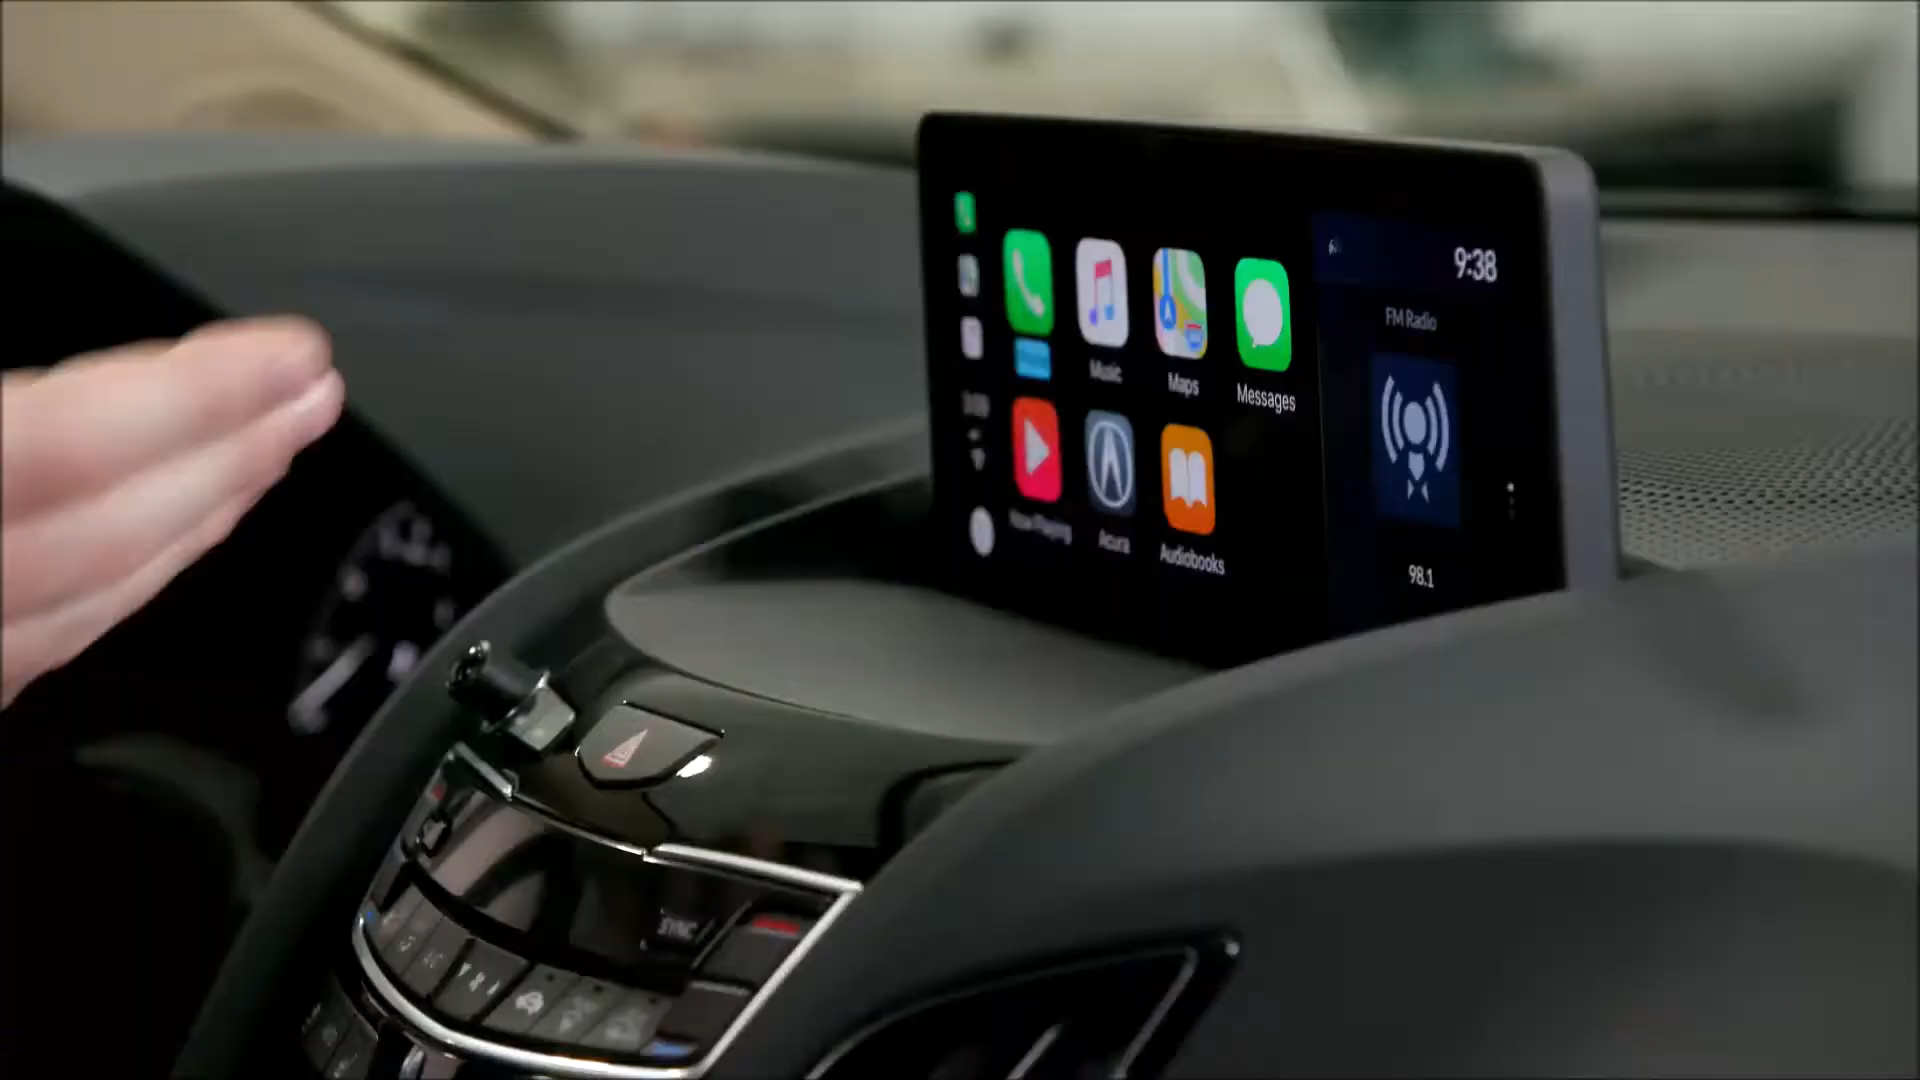 9:38
FM Radio
Music
Maps
Messages
Now Playing
Acura
Audiobooks
98.1
SYNC
A/C